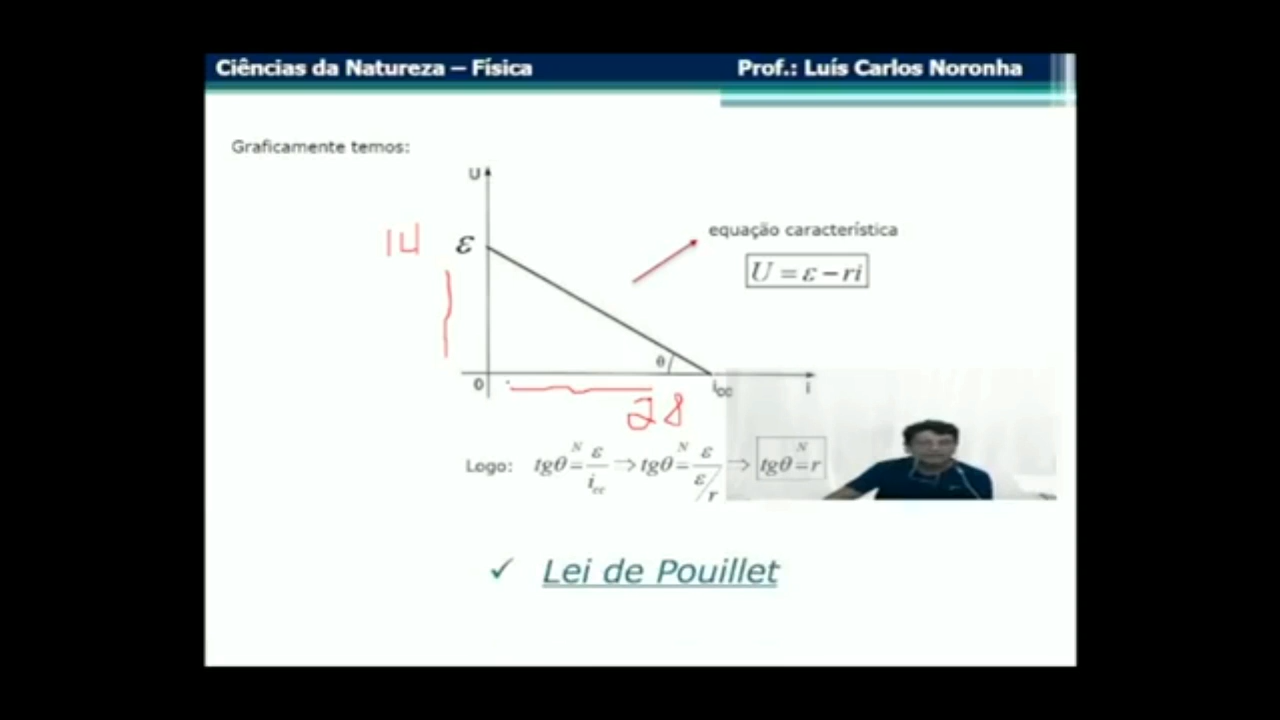 Ciências da Natureza – Física
Prof.: Luís Carlos Noronha
Graficamente temos:
U
14 ε
equação característica
U = ε – ri
θ
0
icc
i
28
Logo: tgθ =ᴺ ε/icc → tgθ =ᴺ ε/(ε/r) → tgθ =ᴺ r
✓ Lei de Pouillet